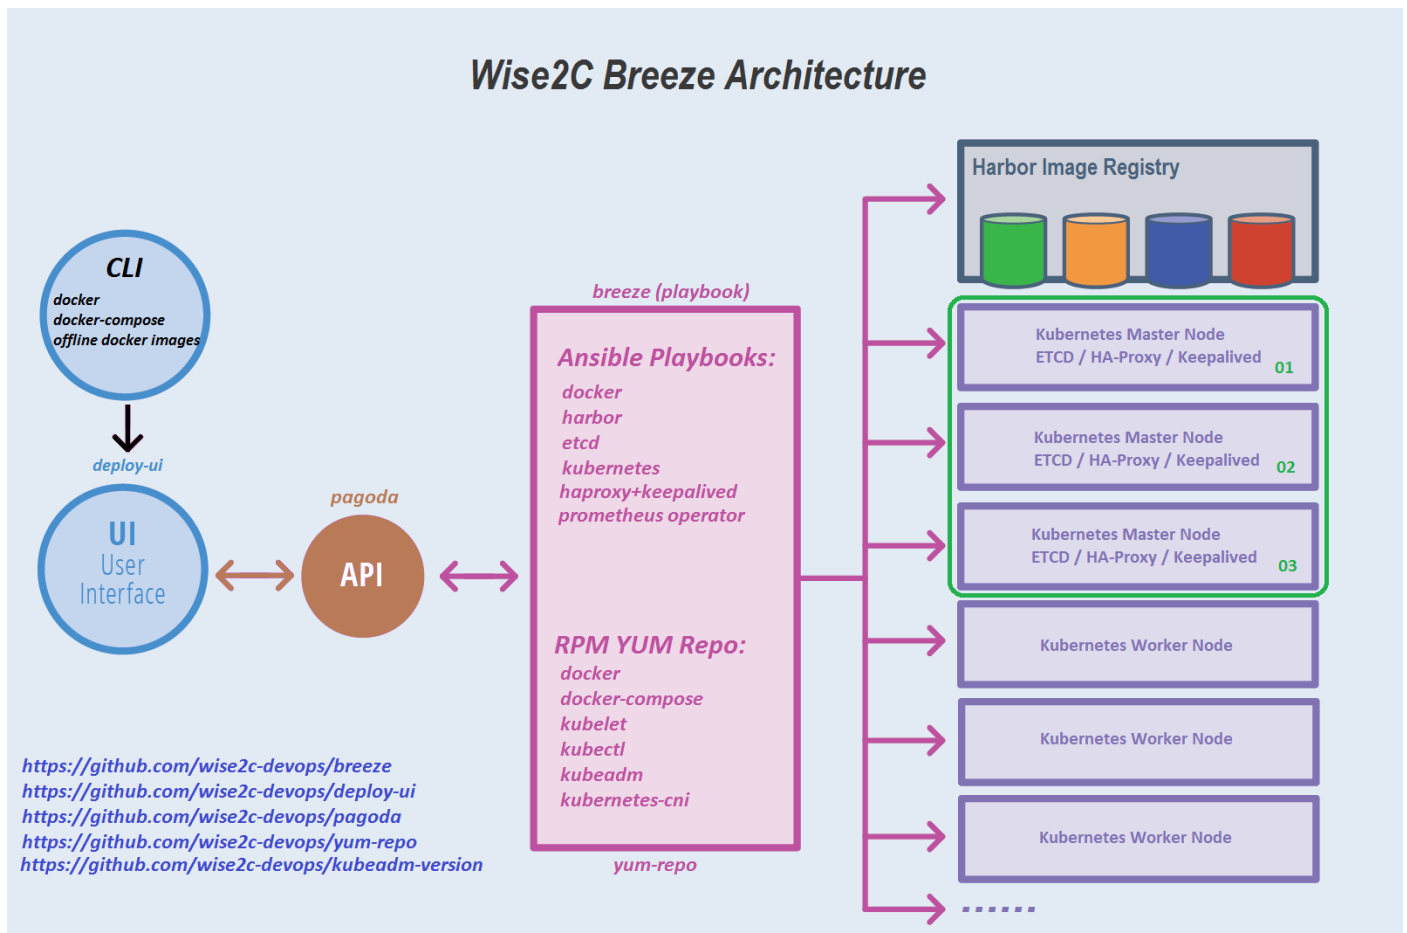 Wise2C Breeze Architecture
CLI
docker
docker-compose
offline docker images
deploy-ui
UI
User
Interface
pagoda
API
breeze (playbook)
Ansible Playbooks:
docker
harbor
etcd
kubernetes
haproxy+keepalived
prometheus operator
RPM YUM Repo:
docker
docker-compose
kubelet
kubectl
kubeadm
kubernetes-cni
yum-repo
Harbor Image Registry
Kubernetes Master Node
ETCD / HA-Proxy / Keepalived
01
Kubernetes Master Node
ETCD / HA-Proxy / Keepalived
02
Kubernetes Master Node
ETCD / HA-Proxy / Keepalived
03
Kubernetes Worker Node
Kubernetes Worker Node
Kubernetes Worker Node
------
https://github.com/wise2c-devops/breeze
https://github.com/wise2c-devops/deploy-ui
https://github.com/wise2c-devops/pagoda
https://github.com/wise2c-devops/yum-repo
https://github.com/wise2c-devops/kubeadm-version